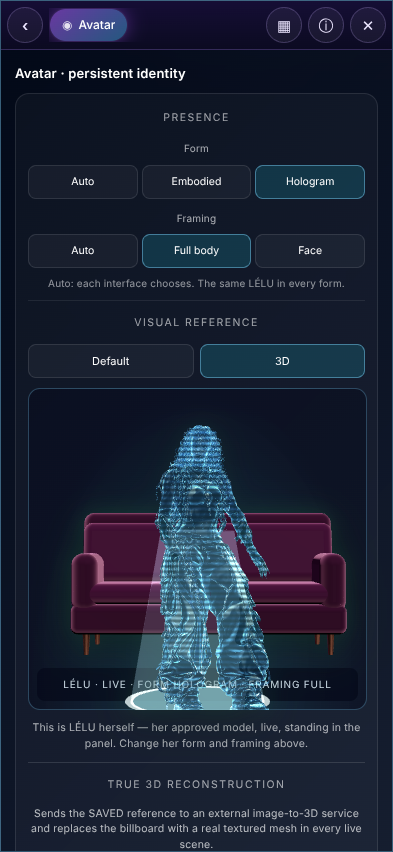 Avatar
Avatar · persistent identity
PRESENCE
Form
Auto Embodied Hologram
Framing
Auto Full body Face
Auto: each interface chooses. The same LÉLU in every form.
VISUAL REFERENCE
Default 3D
LÉLU · LIVE · FORM HOLOGRAM · FRAMING FULL
This is LÉLU herself — her approved model, live, standing in the
panel. Change her form and framing above.
TRUE 3D RECONSTRUCTION
Sends the SAVED reference to an external image-to-3D service
and replaces the billboard with a real textured mesh in every live
scene.